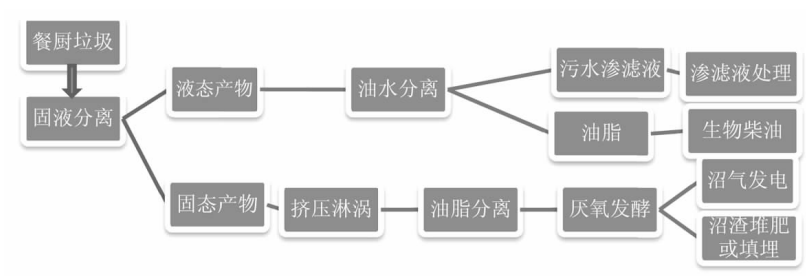 餐厨垃圾
固液分离
液态产物
油水分离
污水渗滤液
渗滤液处理
油脂
生物柴油
固态产物
挤压淋涡
油脂分离
厌氧发酵
沼气发电
沼渣堆肥
或填埋